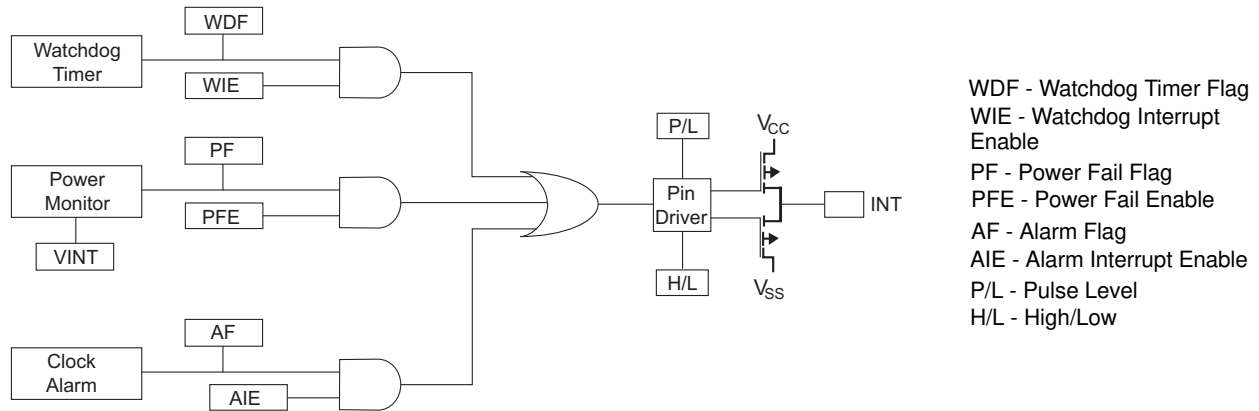 WDF
Watchdog
Timer
WIE
PF
Power
Monitor
PFE
VINT
AF
Clock
Alarm
AIE
P/L
VCC
Pin
Driver
INT
H/L
VSS
WDF - Watchdog Timer Flag
WIE - Watchdog Interrupt
Enable
PF - Power Fail Flag
PFE - Power Fail Enable
AF - Alarm Flag
AIE - Alarm Interrupt Enable
P/L - Pulse Level
H/L - High/Low